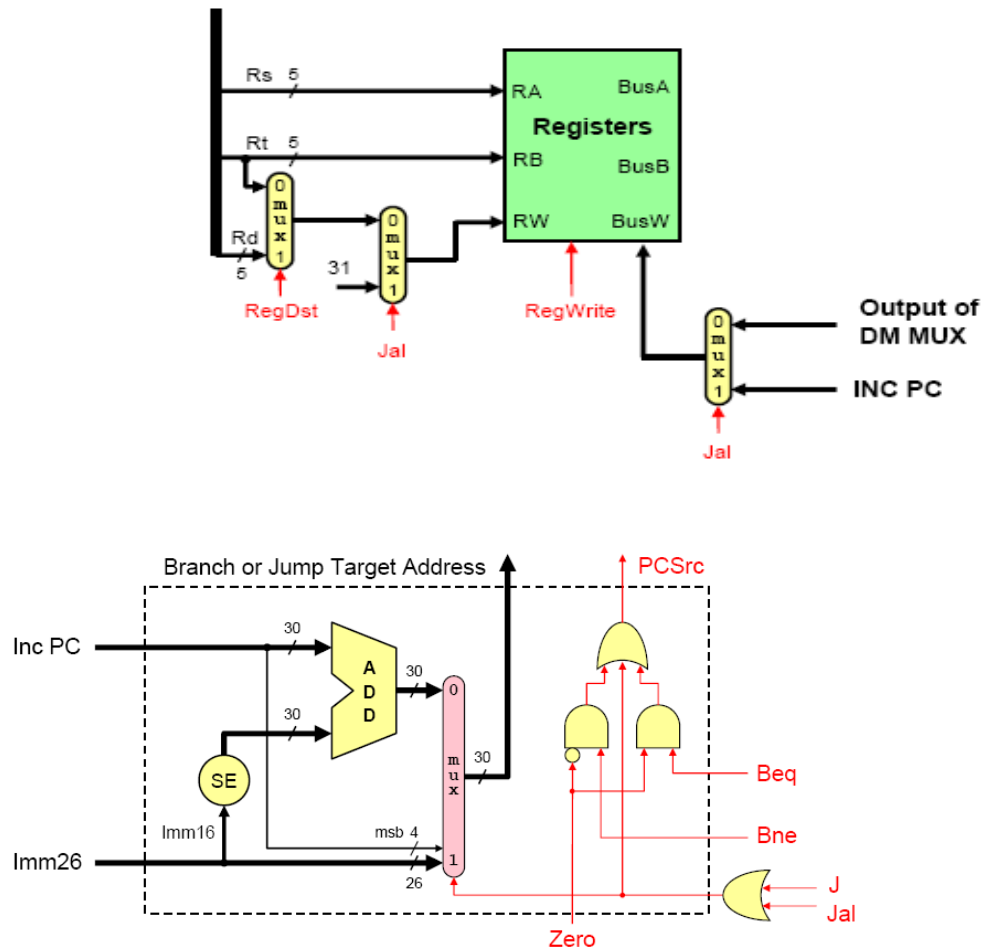 Rs 5
RA
BusA
Registers
Rt 5
RB
BusB
0
mux
1
Rd
5
0
mux
1
RW
BusW
31
RegDst
RegWrite
Jal
0
mux
1
Output of
DM MUX
INC PC
Jal
Branch or Jump Target Address
PCSrc
Inc PC
30
ADD
30
0
30
mux
30
SE
Imm16
msb 4
1
Imm26
26
Beq
Bne
J
Jal
Zero